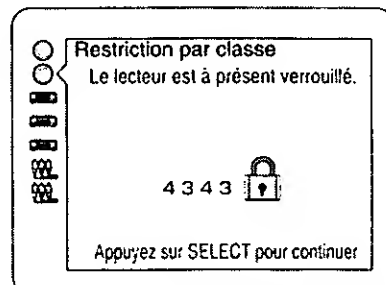 Restriction par classe
Le lecteur est à présent verrouillé.
4343
Appuyez sur SELECT pour continuer